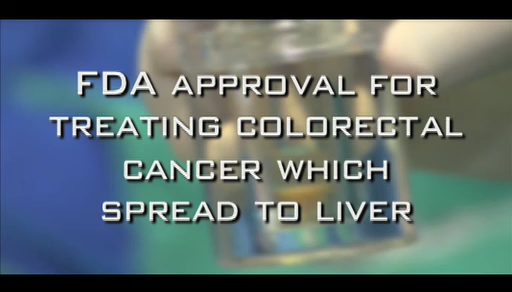 FDA APPROVAL FOR
TREATING COLORECTAL
CANCER WHICH
SPREAD TO LIVER